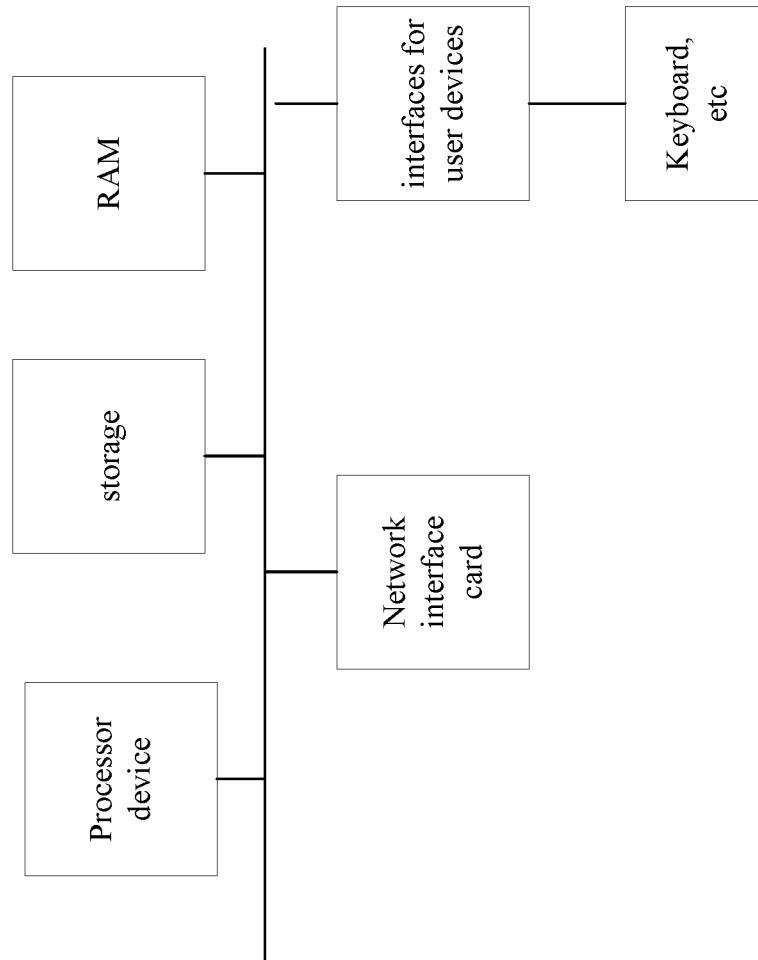 Processor
device
storage
RAM
Network
interface
card
interfaces for
user devices
Keyboard,
etc